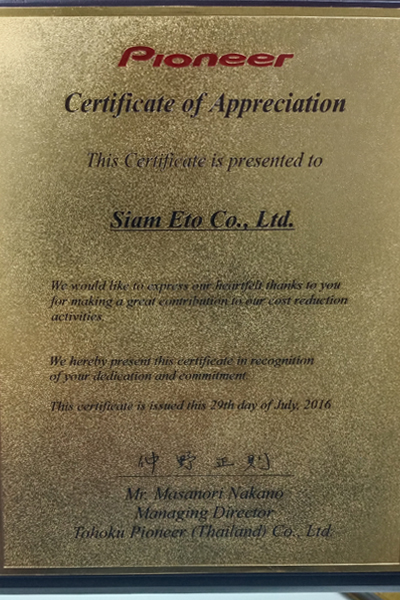 Pioneer
Certificate of Appreciation
This Certificate is presented to
Siam Eto Co., Ltd.
We would like to express our heartfelt thanks to you
for making a great contribution to our cost reduction
activities.
We hereby present this certificate in recognition
of your dedication and commitment
This certificate is issued this 29th day of July, 2016
仲野 正則
Mr. Masanori Nakano
Managing Director
Tohoku Pioneer (Thailand) Co., Ltd.